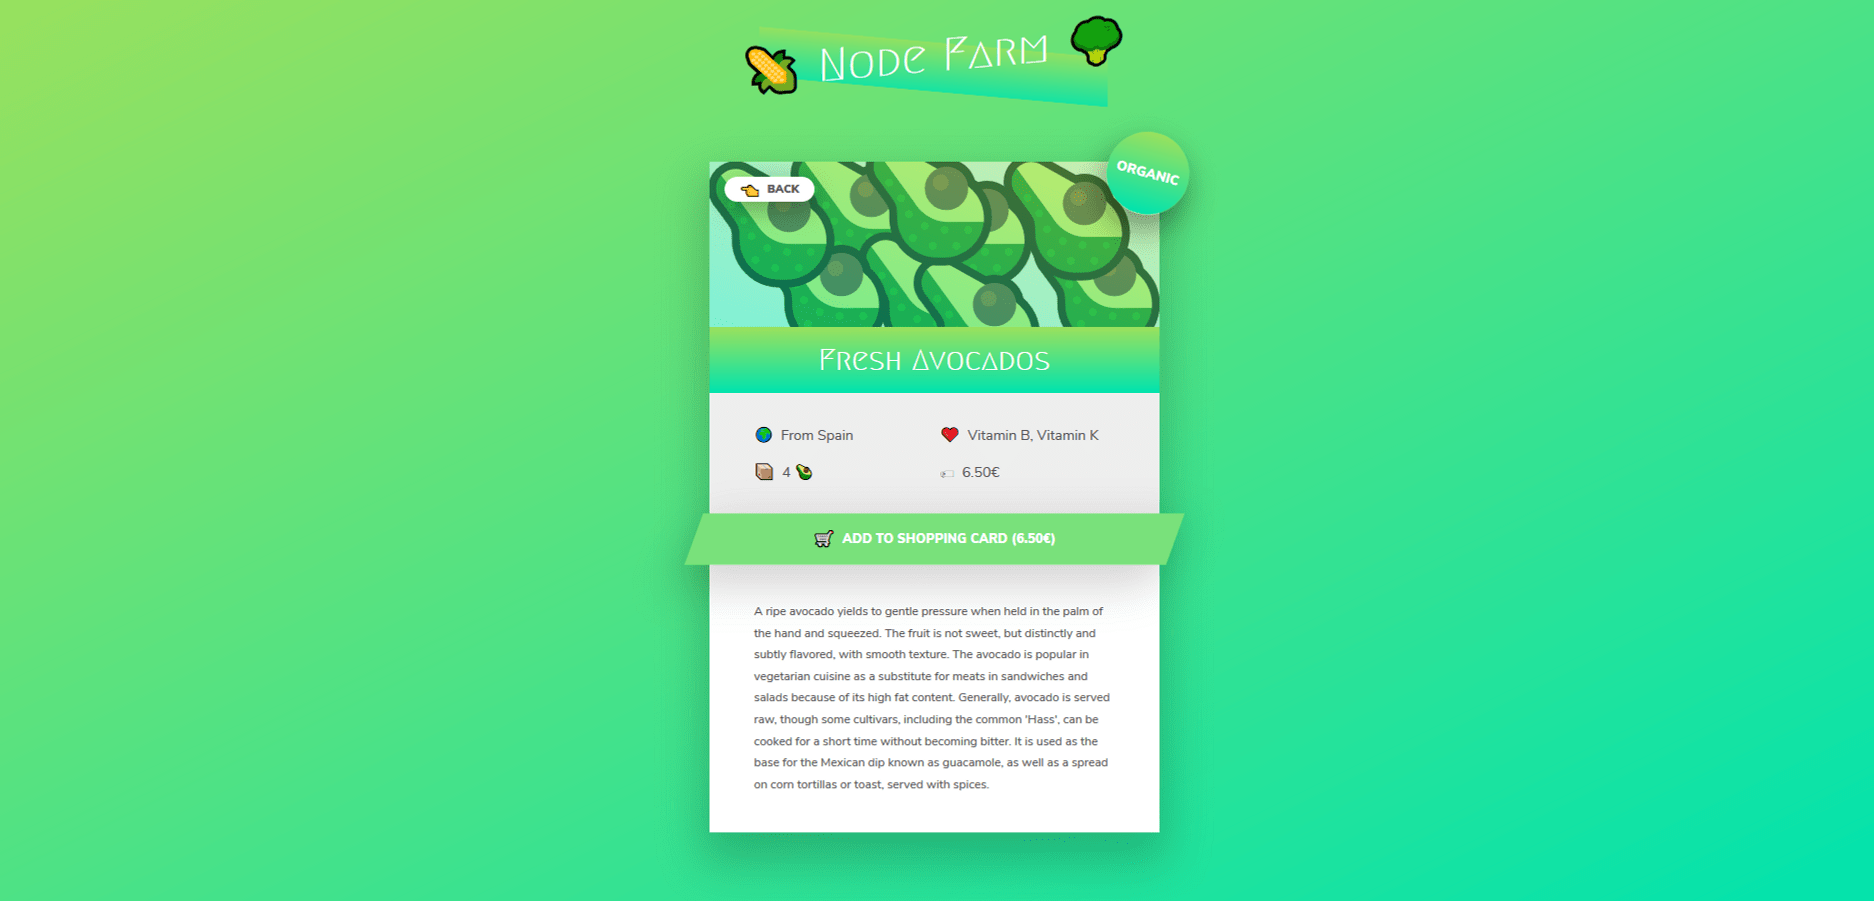 Node Farm
ORGANIC
BACK
Fresh Avocados
From Spain
Vitamin B, Vitamin K
4
6.50€
ADD TO SHOPPING CARD (6.50€)
A ripe avocado yields to gentle pressure when held in the palm of
the hand and squeezed. The fruit is not sweet, but distinctly and
subtly flavored, with smooth texture. The avocado is popular in
vegetarian cuisine as a substitute for meats in sandwiches and
salads because of its high fat content. Generally, avocado is served
raw, though some cultivars, including the common 'Hass', can be
cooked for a short time without becoming bitter. It is used as the
base for the Mexican dip known as guacamole, as well as a spread
on corn tortillas or toast, served with spices.